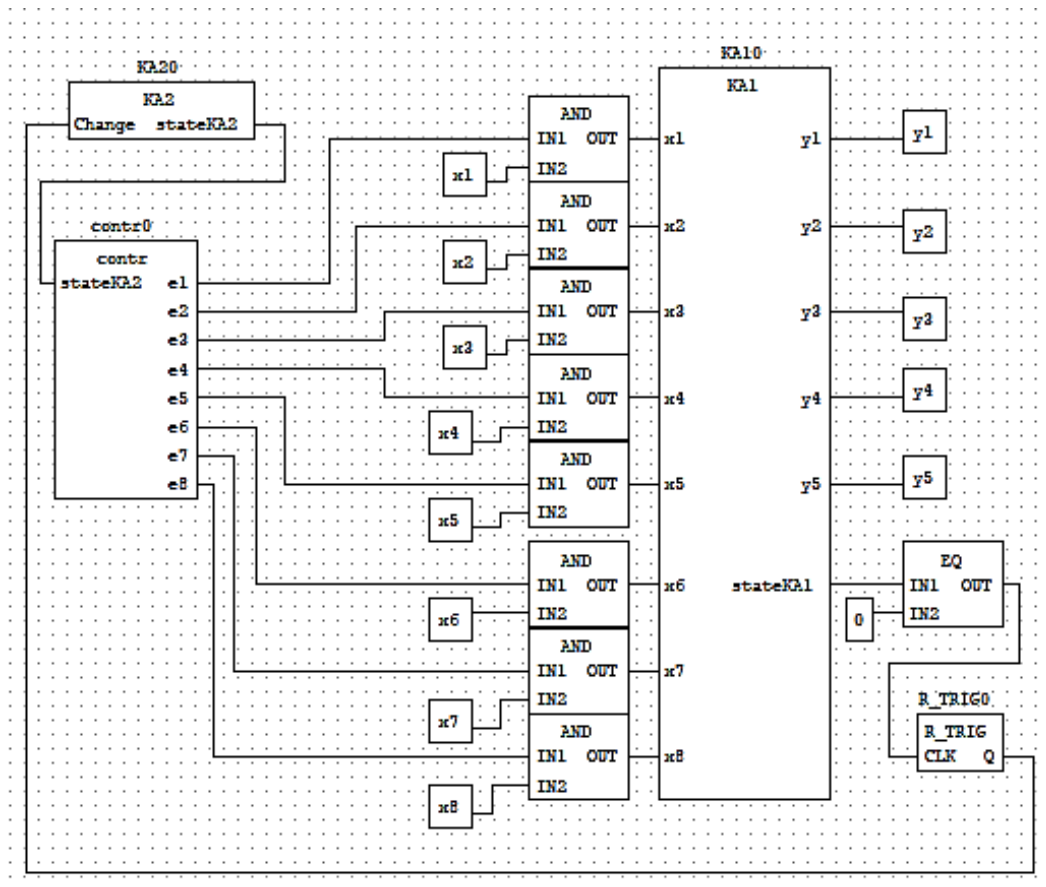 KA20
KA2
Change stateKA2
contr0
contr
stateKA2 e1
e2
e3
e4
e5
e6
e7
e8
x1
x2
x3
x4
x5
x6
x7
x8
AND
IN1 OUT
IN2
AND
IN1 OUT
IN2
AND
IN1 OUT
IN2
AND
IN1 OUT
IN2
AND
IN1 OUT
IN2
AND
IN1 OUT
IN2
AND
IN1 OUT
IN2
AND
IN1 OUT
IN2
KA10
KA1
x1 y1
x2 y2
x3 y3
x4 y4
x5 y5
x6 stateKA1
x7
x8
y1
y2
y3
y4
y5
EQ
IN1 OUT
IN2
0
R_TRIG0
R_TRIG
CLK Q